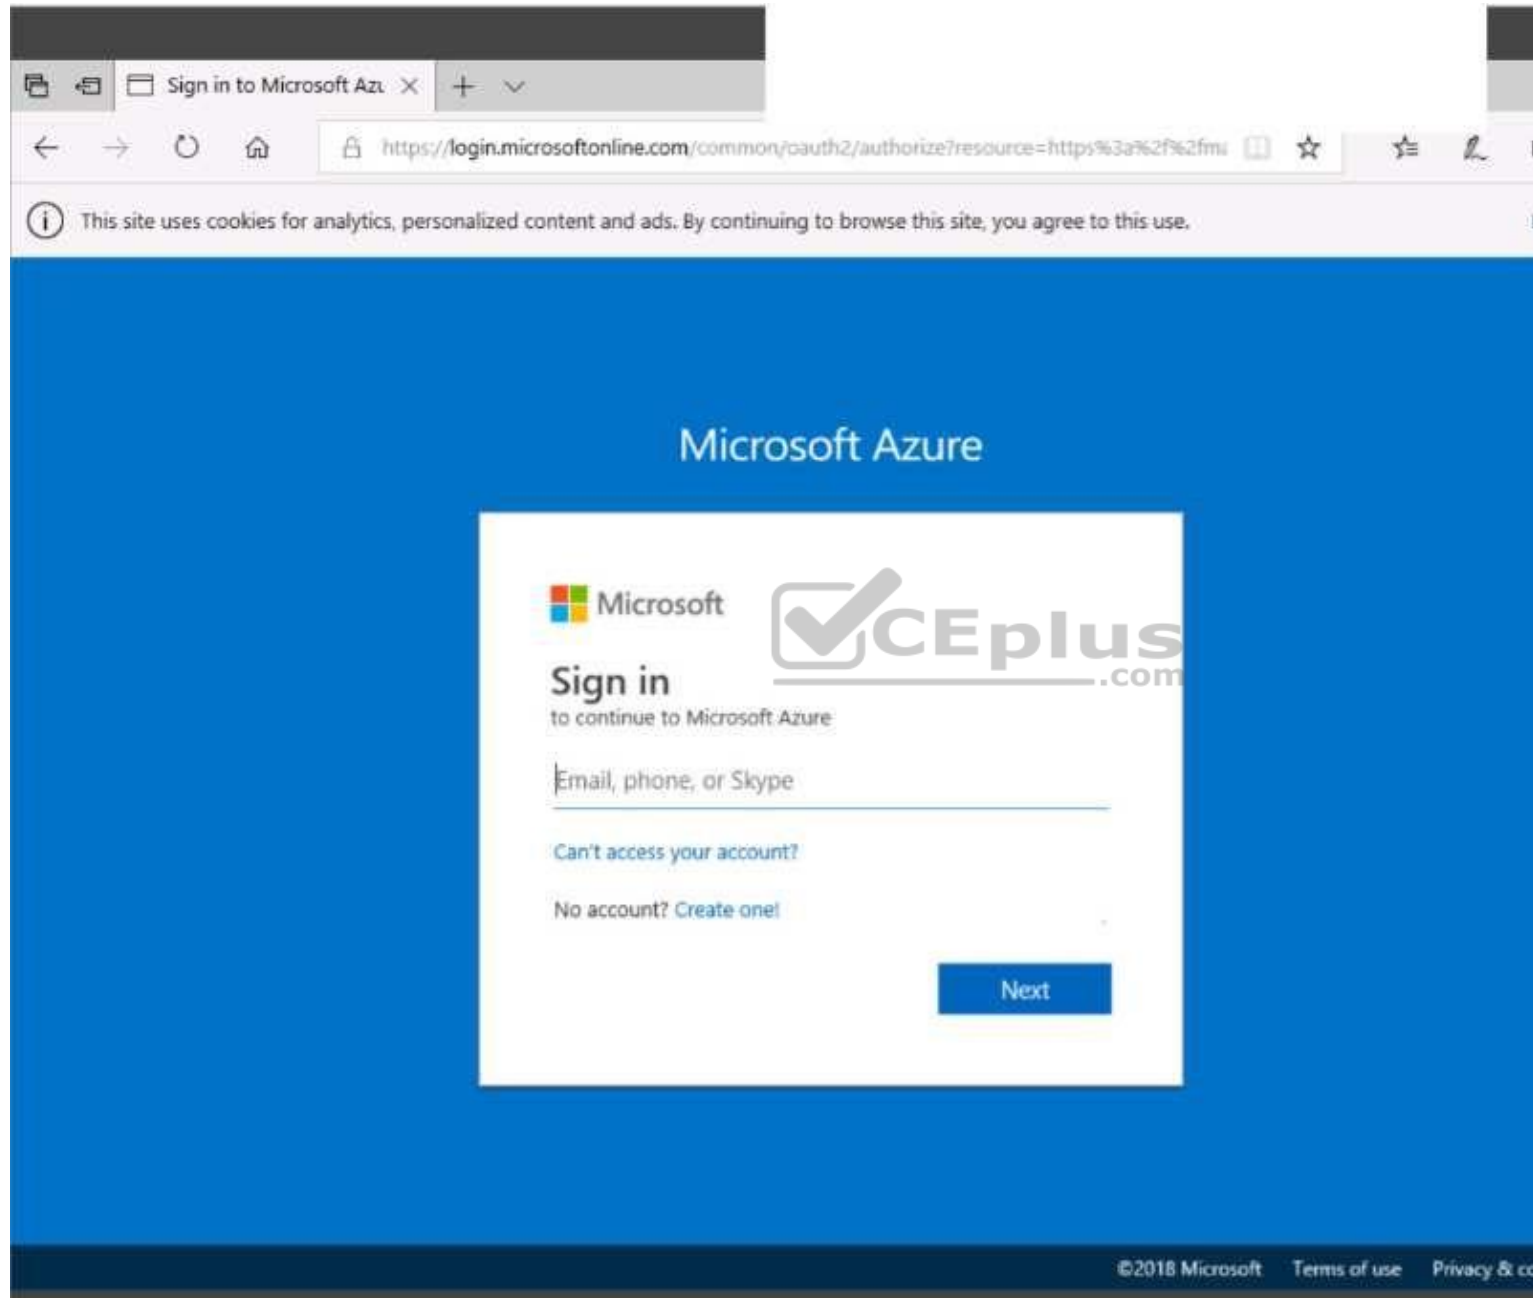 Sign in to Microsoft Azu
https://login.microsoftonline.com/common/oauth2/authorize?resource=https%3a%2f%2fma
This site uses cookies for analytics, personalized content and ads. By continuing to browse this site, you agree to this use.
Microsoft Azure
Microsoft
CEplus
.com
Sign in
to continue to Microsoft Azure
Email, phone, or Skype
Can't access your account?
No account? Create one!
Next
©2018 Microsoft Terms of use Privacy & co